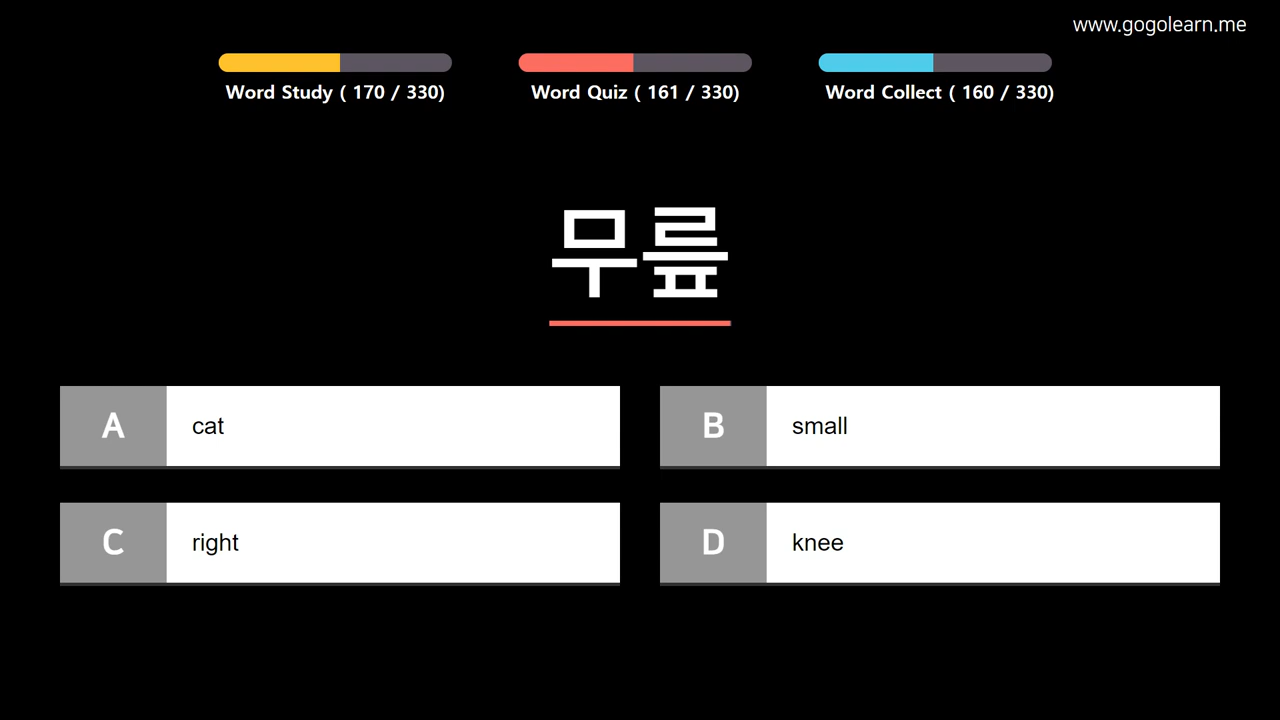 www.gogolearn.me
Word Study ( 170 / 330)
Word Quiz ( 161 / 330)
Word Collect ( 160 / 330)
무릎
A cat
B small
C right
D knee